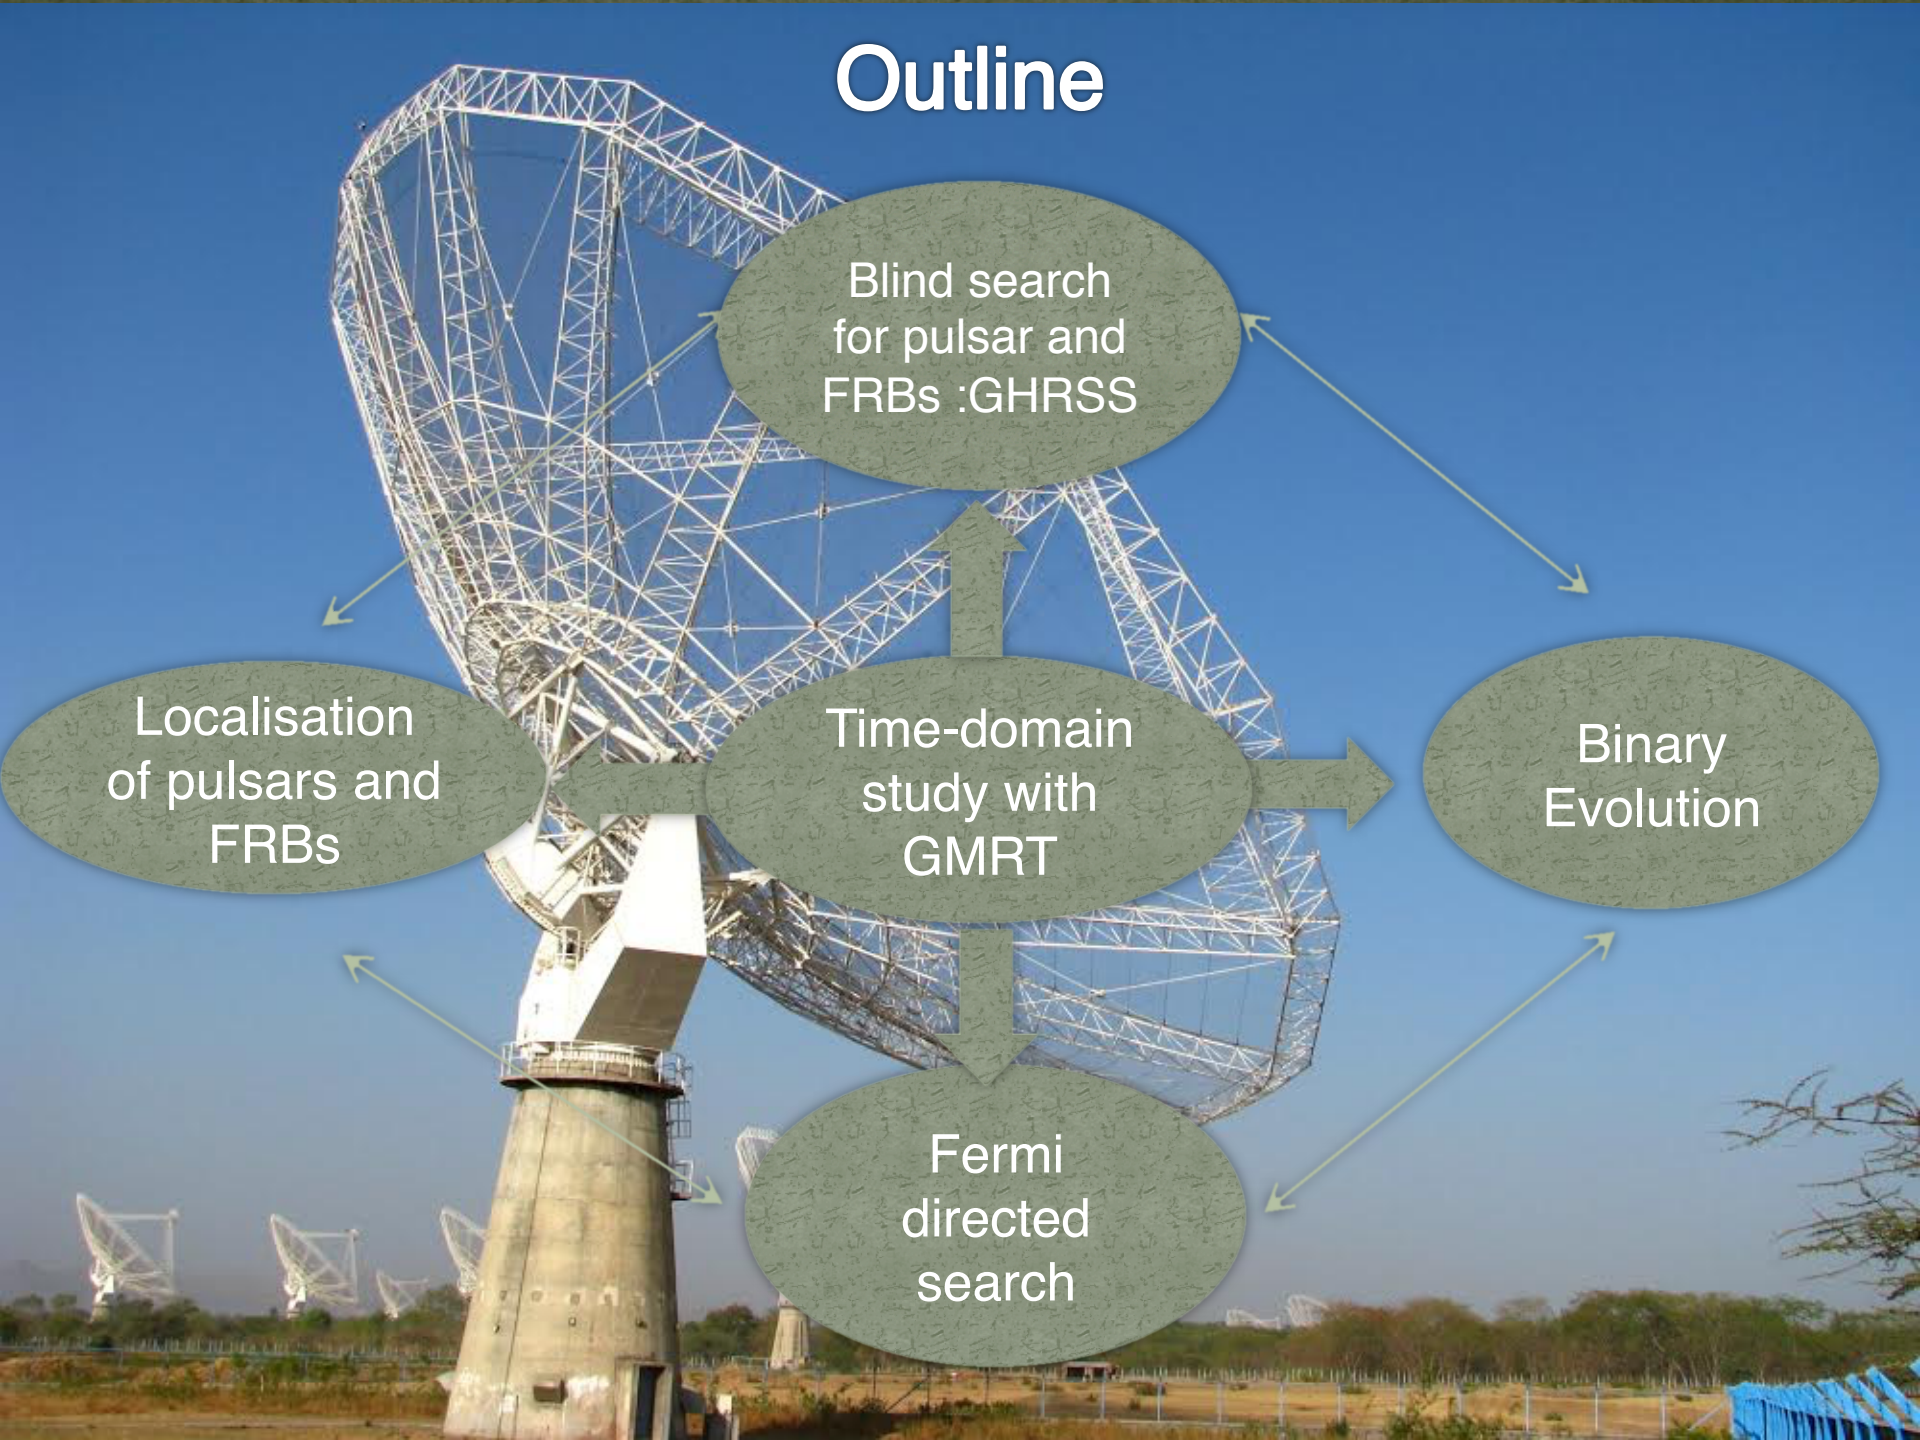 Outline
Blind search
for pulsar and
FRBs :GHRSS
Localisation
of pulsars and
FRBs
Time-domain
study with
GMRT
Binary
Evolution
Fermi
directed
search